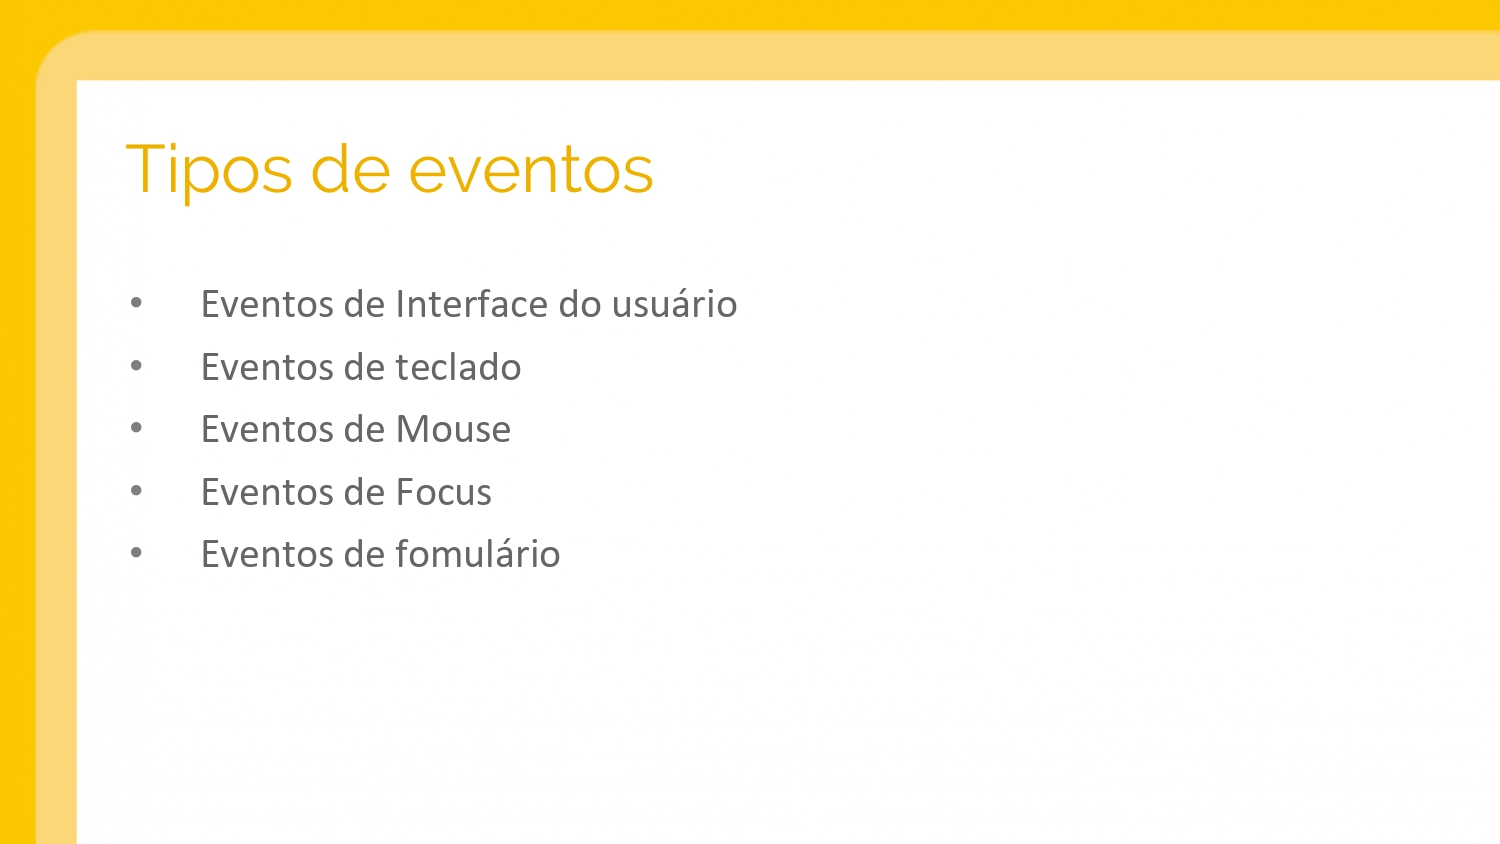 Tipos de eventos
• Eventos de Interface do usuário
• Eventos de teclado
• Eventos de Mouse
• Eventos de Focus
• Eventos de fomulário